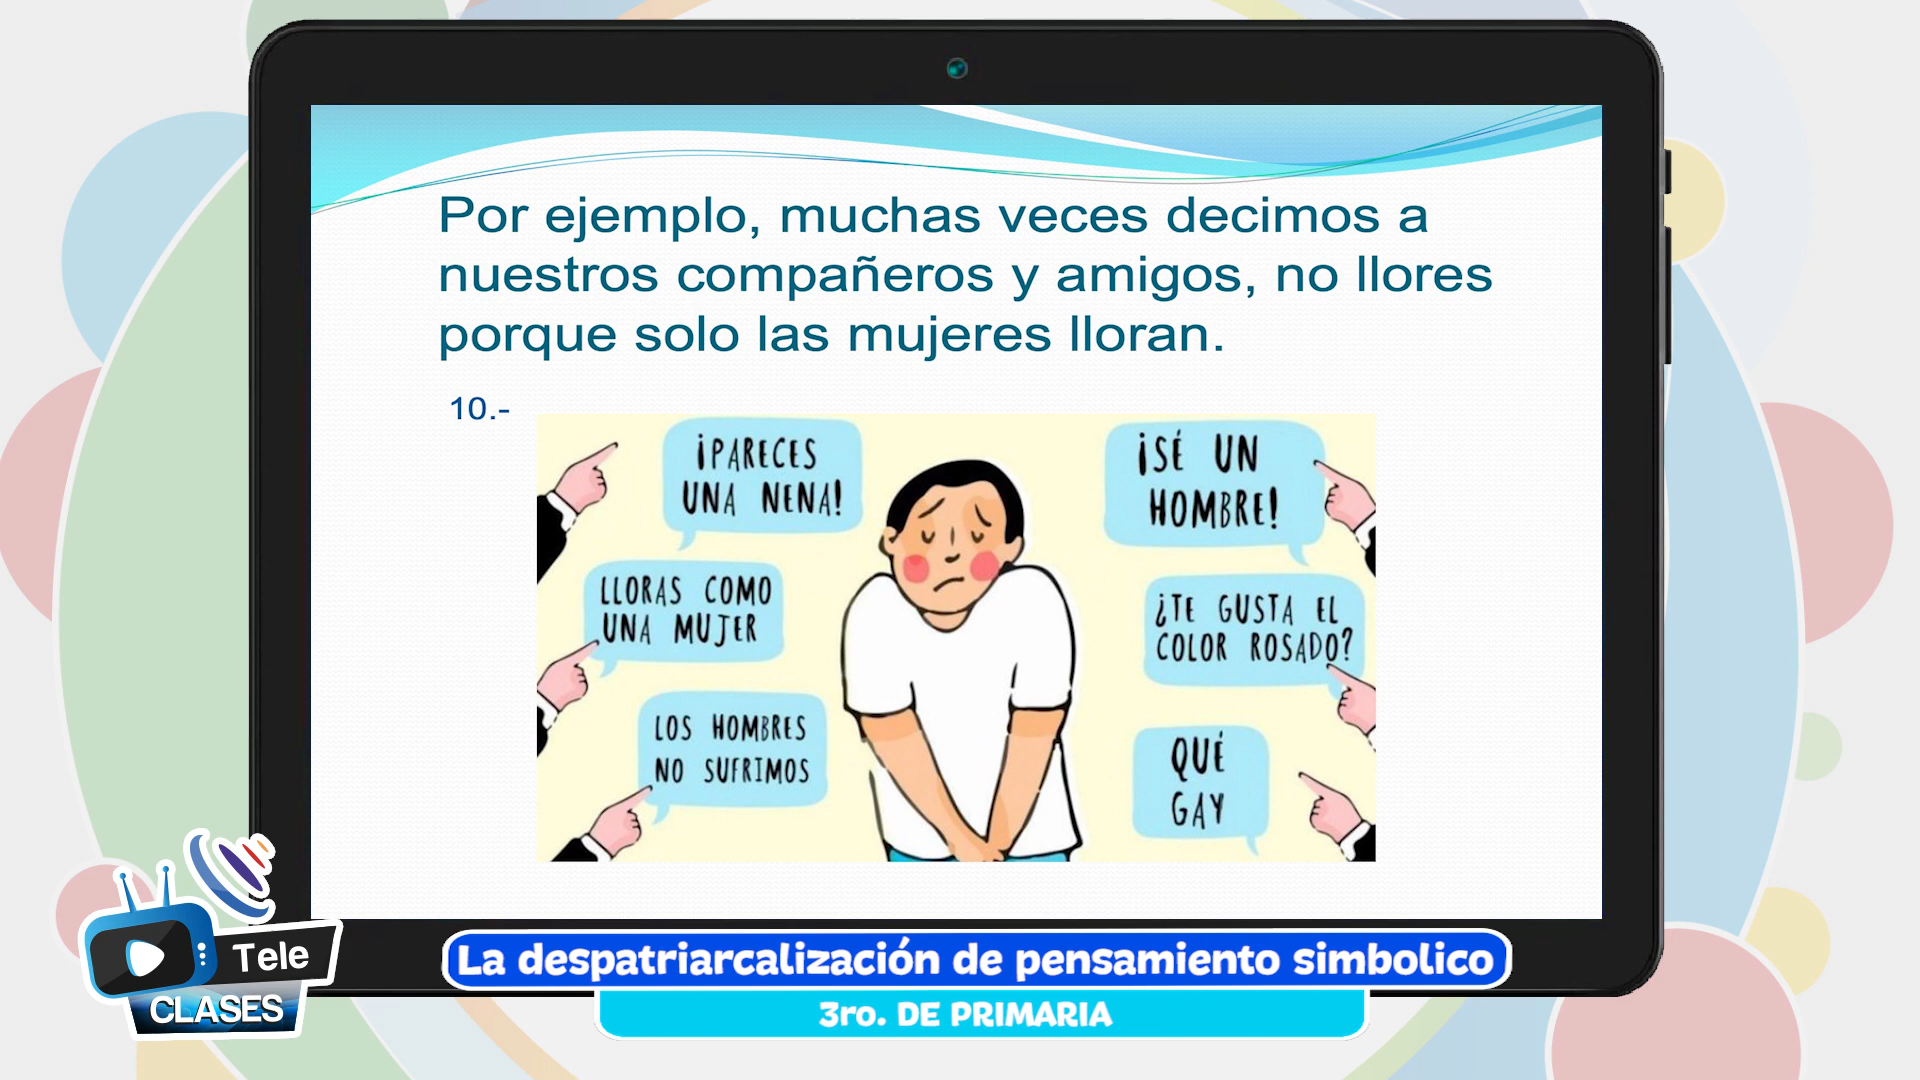 Por ejemplo, muchas veces decimos a
nuestros compañeros y amigos, no llores
porque solo las mujeres lloran.
10.-
¡PARECES
UNA NENA!
LLORAS COMO
UNA MUJER
LOS HOMBRES
NO SUFRIMOS
¡SÉ UN
HOMBRE!
¿TE GUSTA EL
COLOR ROSADO?
QUÉ
GAY
Tele
CLASES
La despatriarcalización de pensamiento simbolico
3ro. DE PRIMARIA